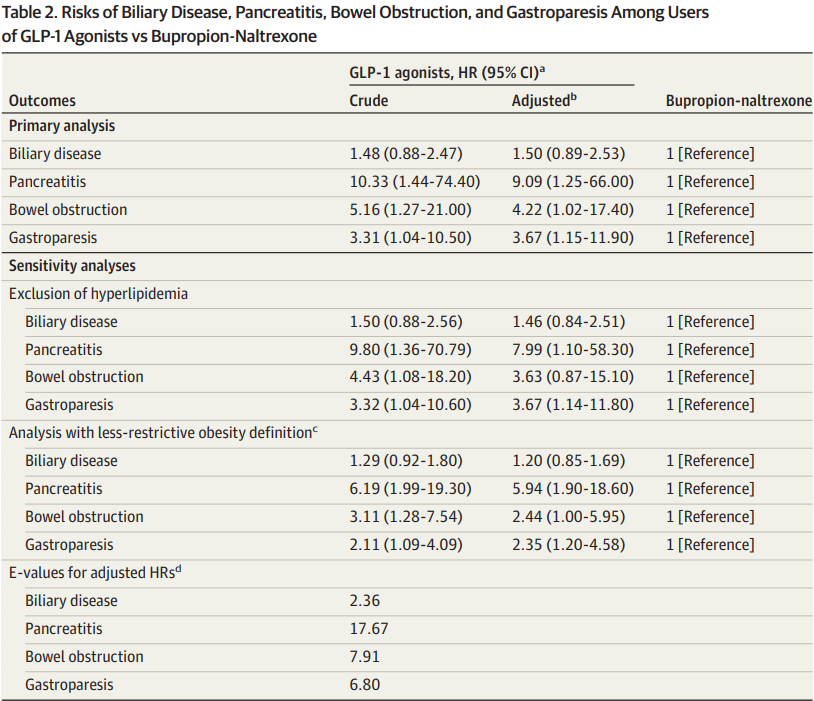 Table 2. Risks of Biliary Disease, Pancreatitis, Bowel Obstruction, and Gastroparesis Among Users
of GLP-1 Agonists vs Bupropion-Naltrexone
GLP-1 agonists, HR (95% CI)a
Outcomes Crude Adjustedb Bupropion-naltrexone
Primary analysis
Biliary disease 1.48 (0.88-2.47) 1.50 (0.89-2.53) 1 [Reference]
Pancreatitis 10.33 (1.44-74.40) 9.09 (1.25-66.00) 1 [Reference]
Bowel obstruction 5.16 (1.27-21.00) 4.22 (1.02-17.40) 1 [Reference]
Gastroparesis 3.31 (1.04-10.50) 3.67 (1.15-11.90) 1 [Reference]
Sensitivity analyses
Exclusion of hyperlipidemia
Biliary disease 1.50 (0.88-2.56) 1.46 (0.84-2.51) 1 [Reference]
Pancreatitis 9.80 (1.36-70.79) 7.99 (1.10-58.30) 1 [Reference]
Bowel obstruction 4.43 (1.08-18.20) 3.63 (0.87-15.10) 1 [Reference]
Gastroparesis 3.32 (1.04-10.60) 3.67 (1.14-11.80) 1 [Reference]
Analysis with less-restrictive obesity definitionc
Biliary disease 1.29 (0.92-1.80) 1.20 (0.85-1.69) 1 [Reference]
Pancreatitis 6.19 (1.99-19.30) 5.94 (1.90-18.60) 1 [Reference]
Bowel obstruction 3.11 (1.28-7.54) 2.44 (1.00-5.95) 1 [Reference]
Gastroparesis 2.11 (1.09-4.09) 2.35 (1.20-4.58) 1 [Reference]
E-values for adjusted HRsd
Biliary disease 2.36
Pancreatitis 17.67
Bowel obstruction 7.91
Gastroparesis 6.80